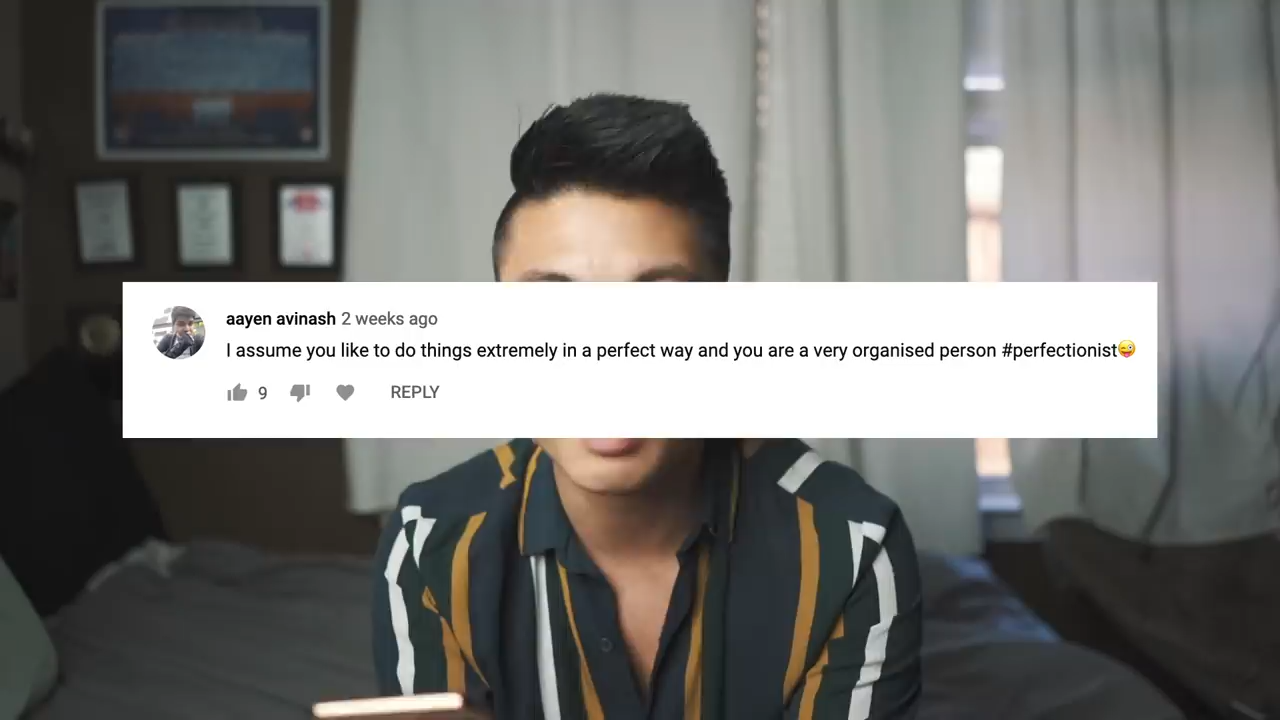 aayen avinash 2 weeks ago
I assume you like to do things extremely in a perfect way and you are a very organised person #perfectionist😜
9
REPLY